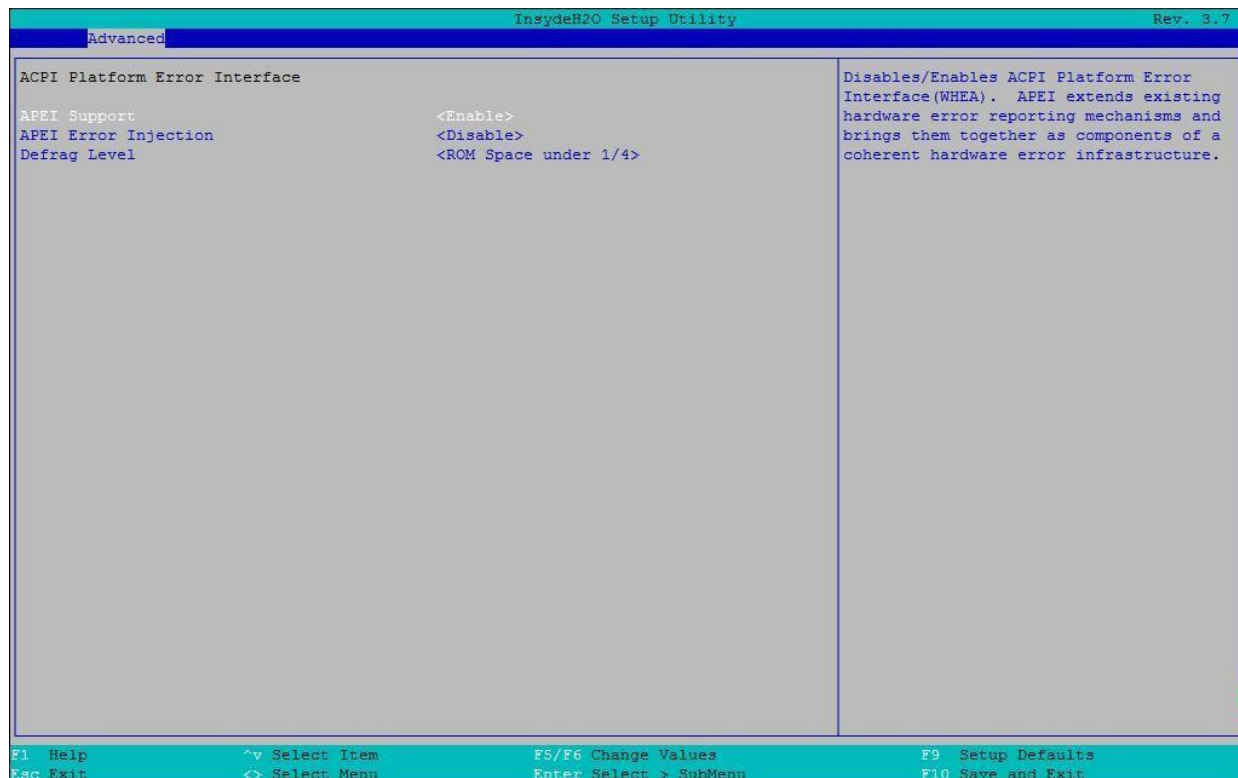 InsydeH2O Setup Utility Rev. 3.7
Advanced
ACPI Platform Error Interface
APEI Support <Enable>
APEI Error Injection <Disable>
Defrag Level <ROM Space under 1/4>
Disables/Enables ACPI Platform Error
Interface(WHEA). APEI extends existing
hardware error reporting mechanisms and
brings them together as components of a
coherent hardware error infrastructure.
F1 Help ^v Select Item F5/F6 Change Values F9 Setup Defaults
Esc Exit <> Select Menu Enter Select > SubMenu F10 Save and Exit